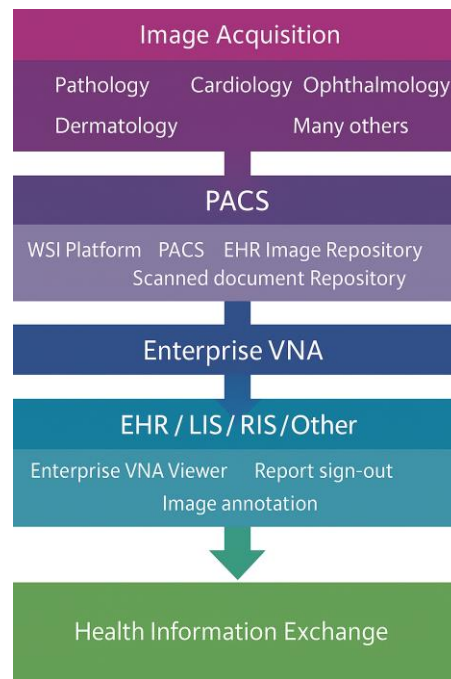 Image Acquisition
Pathology Cardiology Ophthalmology
Dermatology Many others
PACS
WSI Platform PACS EHR Image Repository
Scanned document Repository
Enterprise VNA
EHR / LIS / RIS/Other
Enterprise VNA Viewer Report sign-out
Image annotation
Health Information Exchange